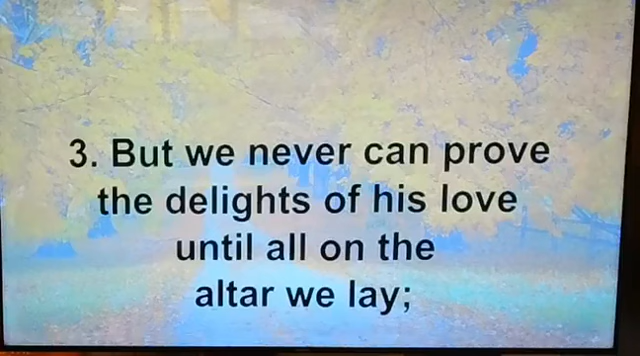 3. But we never can prove
the delights of his love
until all on the
altar we lay;